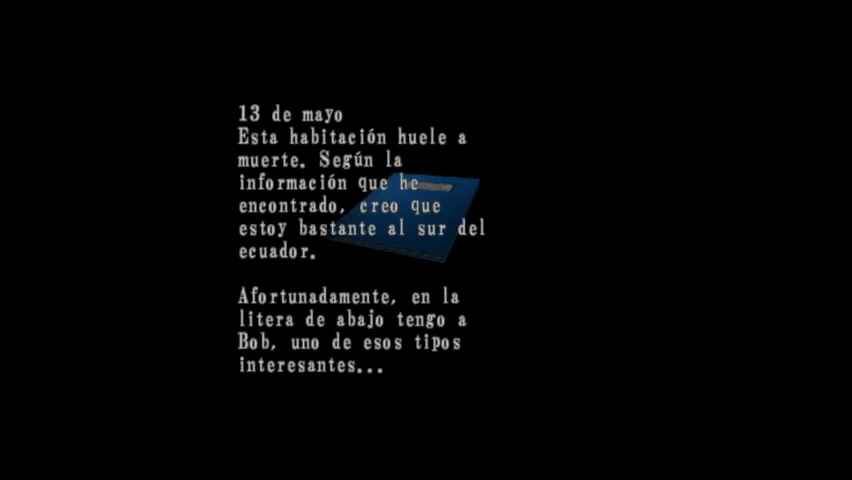 13 de mayo
Esta habitación huele a
muerte. Según la
información que he
encontrado, creo que
estoy bastante al sur del
ecuador.
Afortunadamente, en la
litera de abajo tengo a
Bob, uno de esos tipos
interesantes...